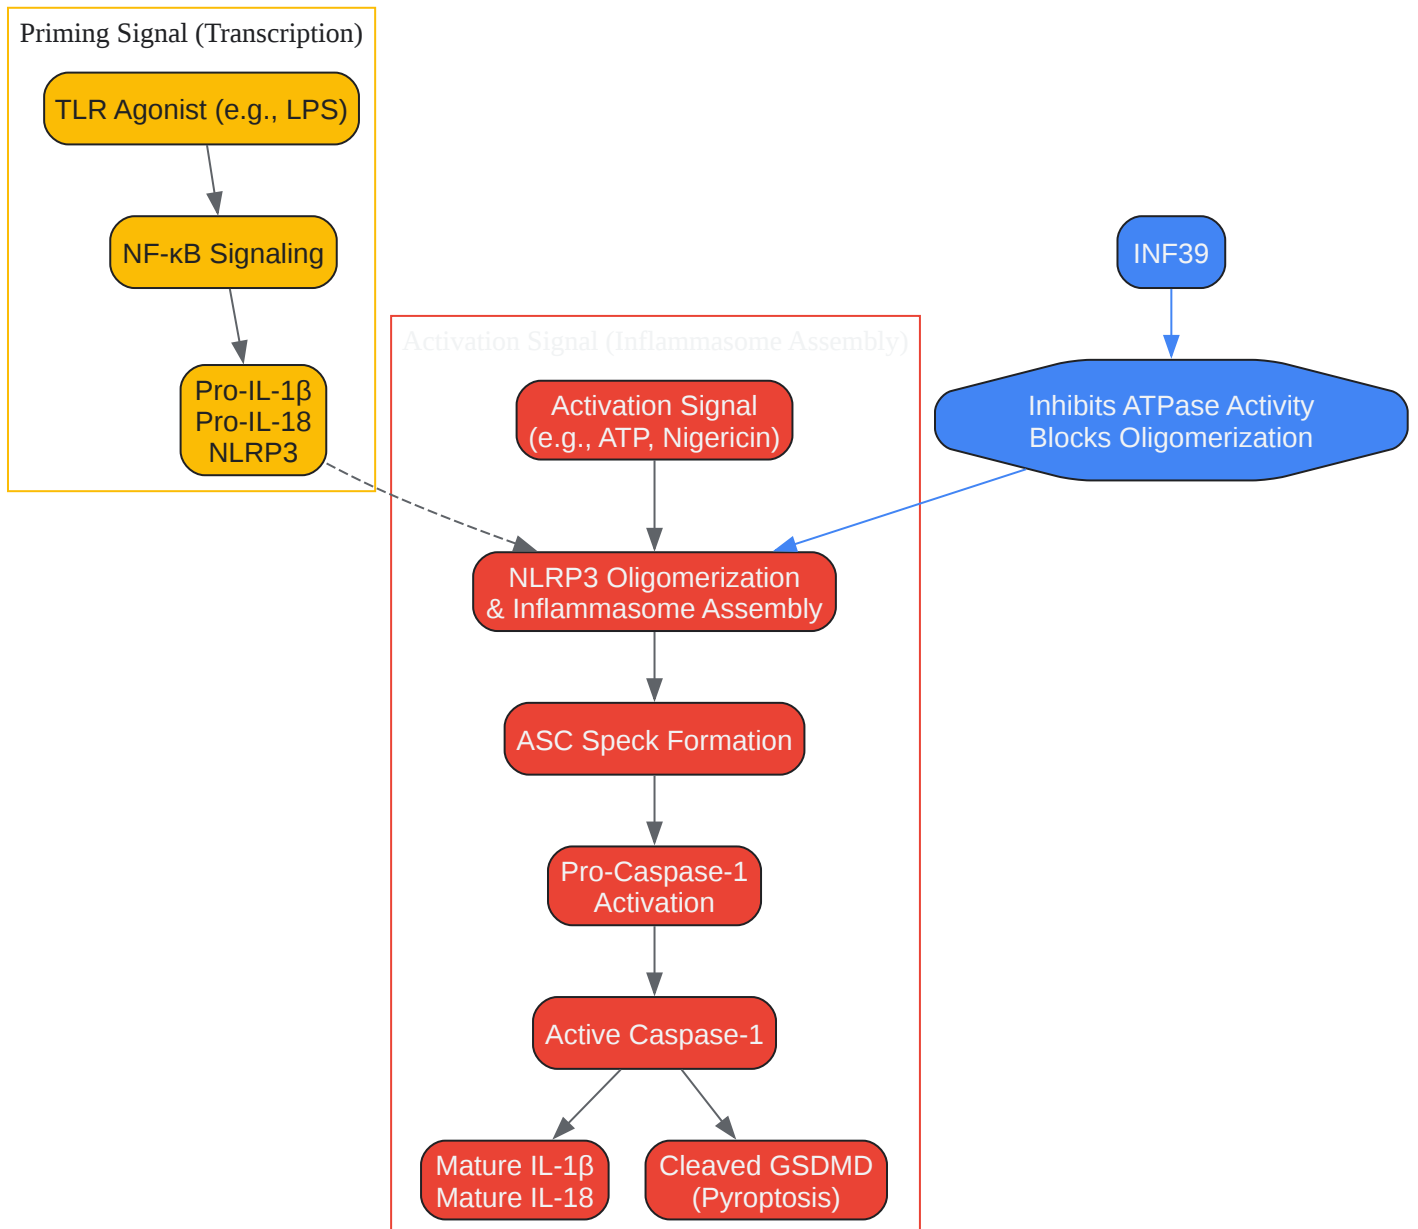 Priming Signal (Transcription)
TLR Agonist (e.g., LPS)
NF-κB Signaling
Pro-IL-1β
Pro-IL-18
NLRP3
INF39
Inhibits ATPase Activity
Blocks Oligomerization
Activation Signal (Inflammasome Assembly)
Activation Signal
(e.g., ATP, Nigericin)
NLRP3 Oligomerization
& Inflammasome Assembly
ASC Speck Formation
Pro-Caspase-1
Activation
Active Caspase-1
Mature IL-1β
Mature IL-18
Cleaved GSDMD
(Pyroptosis)